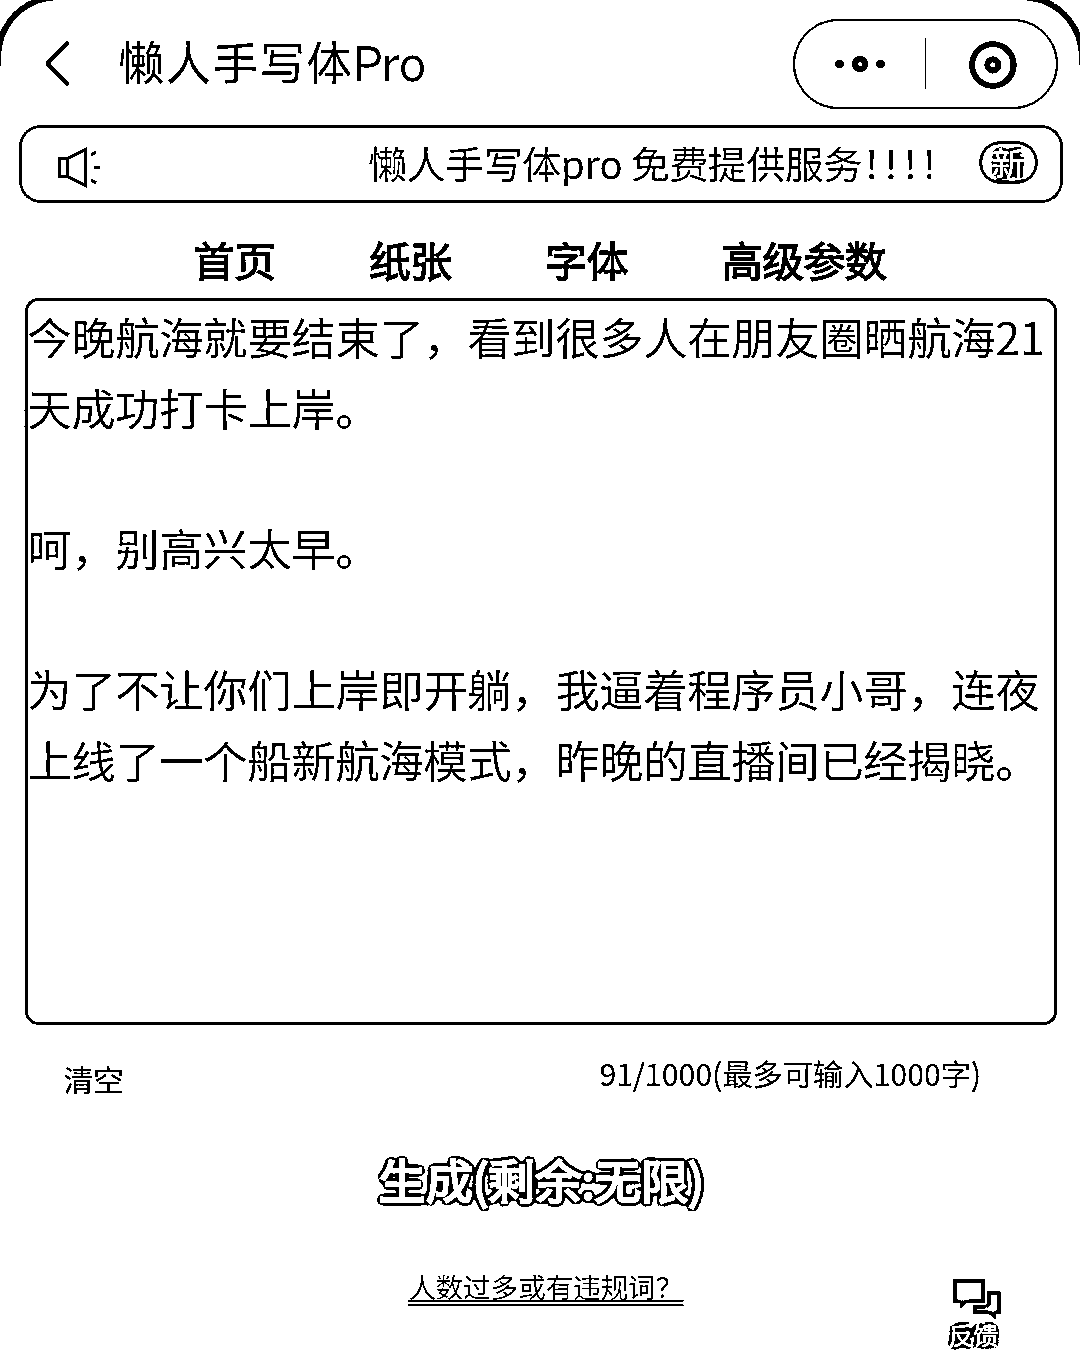 懒人手写体Pro
懒人手写体pro 免费提供服务!!!!
新
首页 纸张 字体 高级参数
今晚航海就要结束了，看到很多人在朋友圈晒航海21
天成功打卡上岸。
呵，别高兴太早。
为了不让你们上岸即开躺，我逼着程序员小哥，连夜
上线了一个船新航海模式，昨晚的直播间已经揭晓。
清空
91/1000(最多可输入1000字)
生成(剩余:无限)
人数过多或有违规词？
反馈